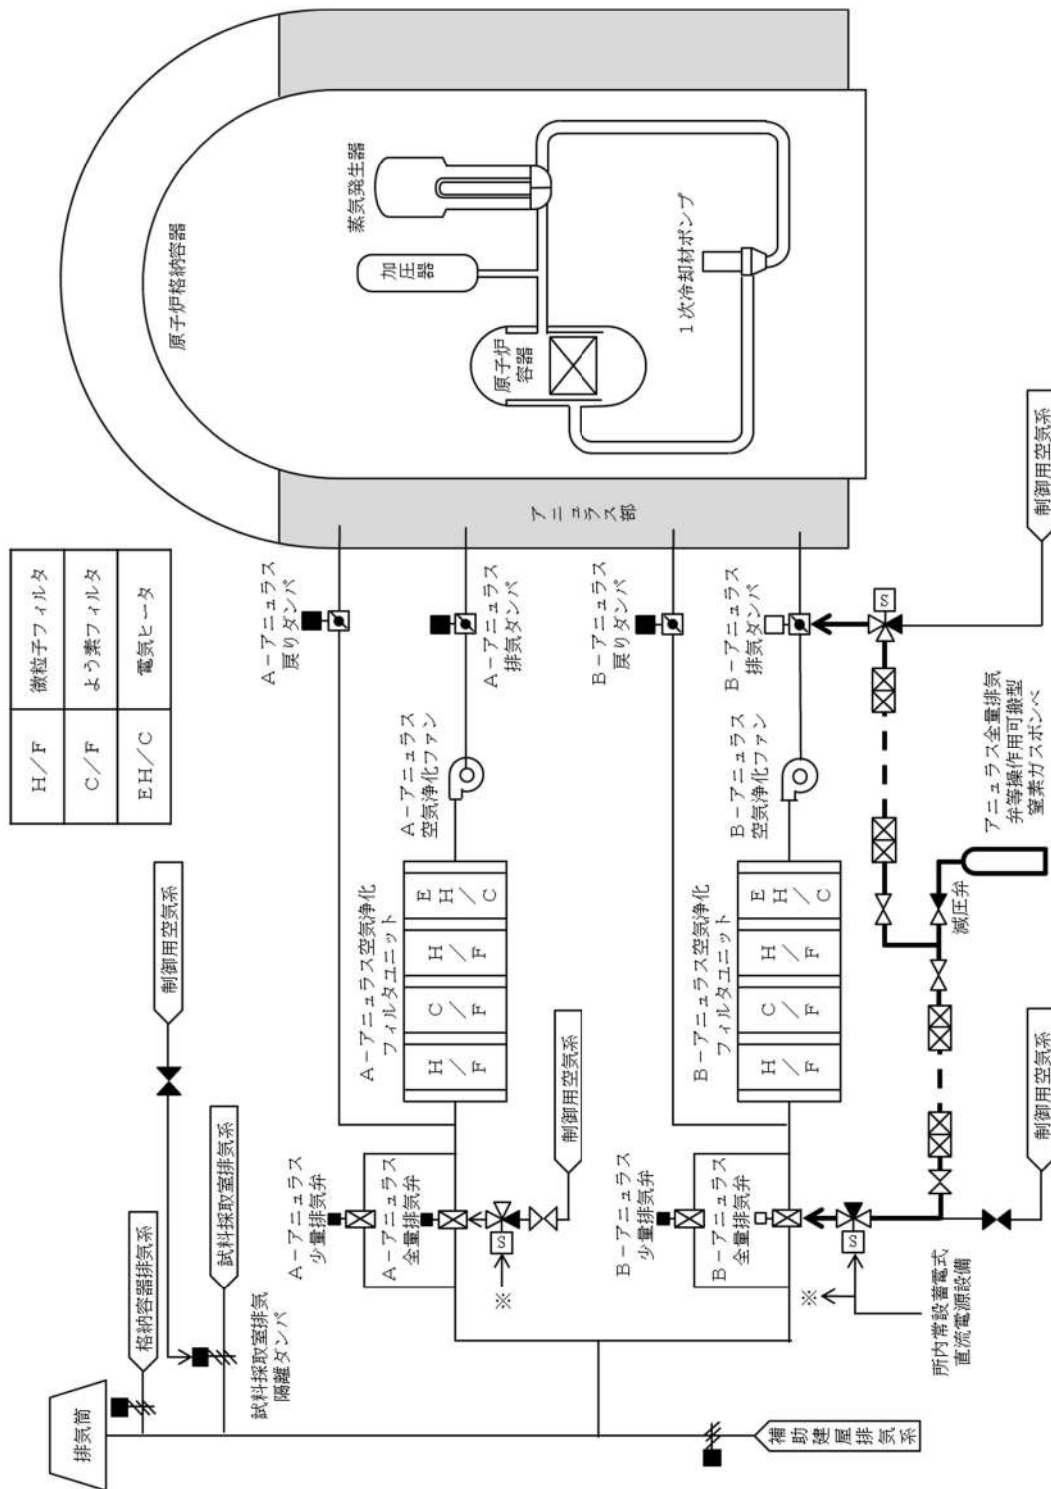 排気筒
格納容器排気系
試料採取室排気系
制御用空気系
試料採取室排気
隔離ダンパ
補助建屋排気系
H/F 微粒子フィルタ
C/F よう素フィルタ
EH/C 電気ヒータ
A-アニュラス
少量排気弁
A-アニュラス
全量排気弁
S
※
制御用空気系
A-アニュラス空気浄化
フィルタユニット
H/F
C/F
H/F
EH/C
A-アニュラス
空気浄化ファン
A-アニュラス
戻りダンパ
A-アニュラス
排気ダンパ
B-アニュラス
少量排気弁
B-アニュラス
全量排気弁
S
※
所内常設蓄電式
直流電源設備
制御用空気系
B-アニュラス空気浄化
フィルタユニット
H/F
C/F
H/F
EH/C
B-アニュラス
空気浄化ファン
B-アニュラス
戻りダンパ
B-アニュラス
排気ダンパ
S
減圧弁
アニュラス全量排気
弁等操作用可搬型
窒素ガスボンベ
制御用空気系
アニュラス部
原子炉格納容器
原子炉
容器
加圧器
蒸気発生器
1次冷却材ポンプ